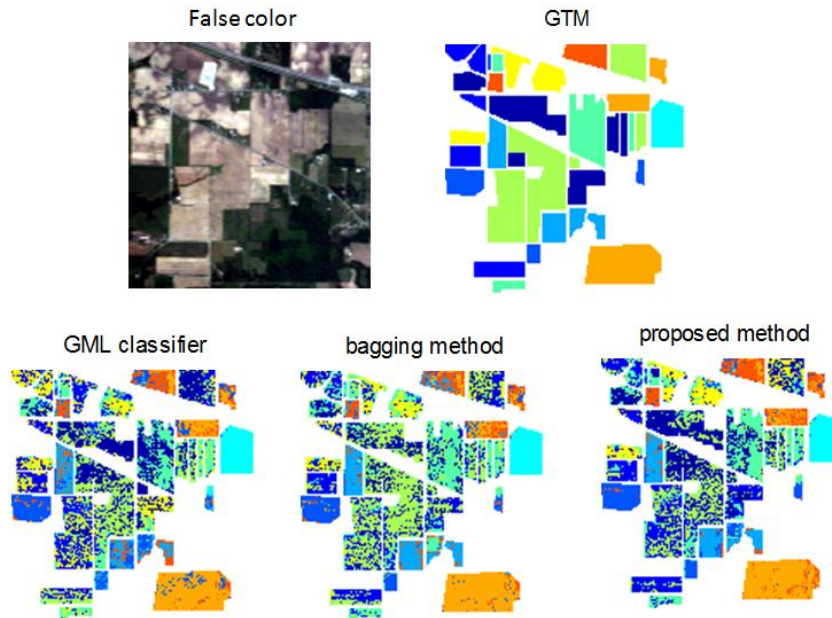 False color
GTM
GML classifier
bagging method
proposed method